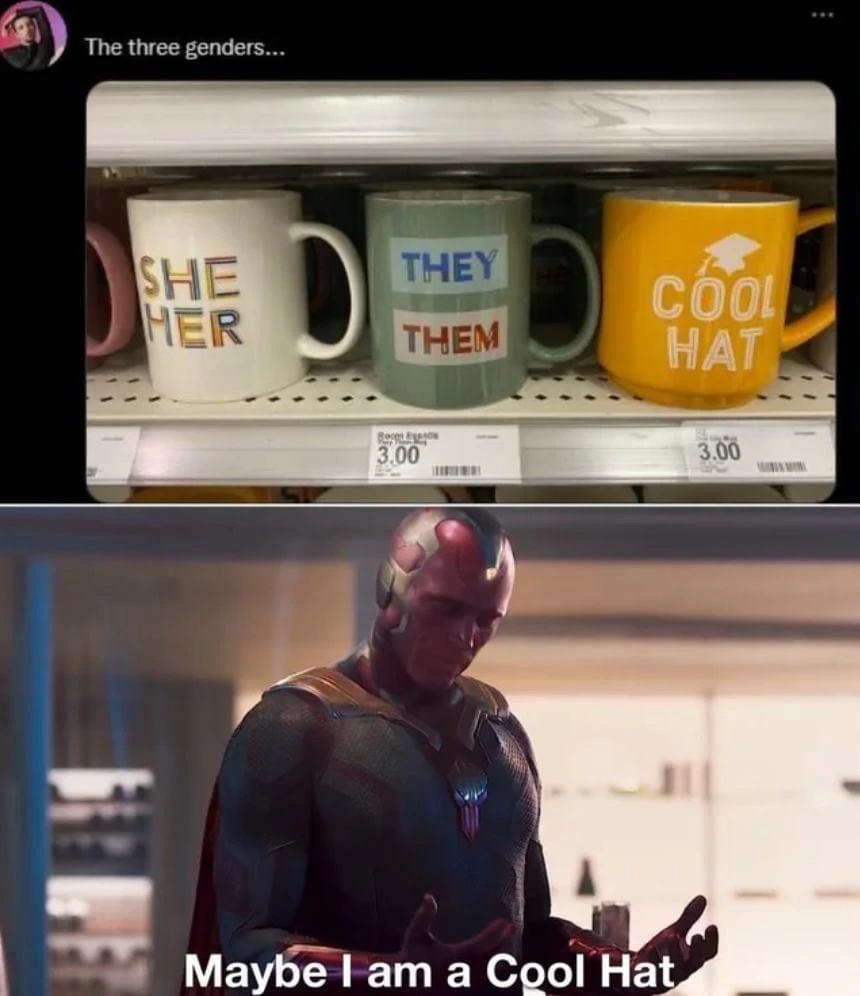 The three genders...
SHE
HER
THEY
THEM
COOL
HAT
3.00
3.00
Maybe I am a Cool Hat